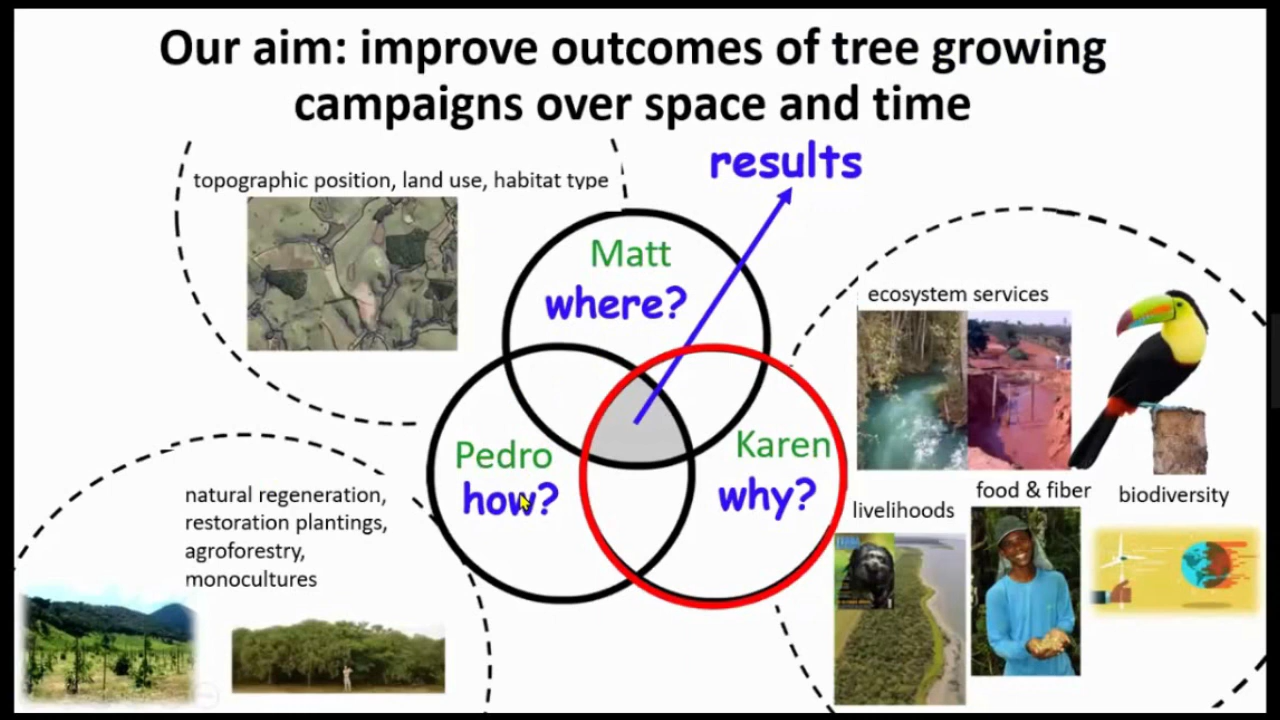 Our aim: improve outcomes of tree growing
campaigns over space and time
results
topographic position, land use, habitat type
Matt
where?
ecosystem services
Pedro
how?
Karen
why?
natural regeneration,
restoration plantings,
agroforestry,
monocultures
livelihoods
food & fiber
biodiversity